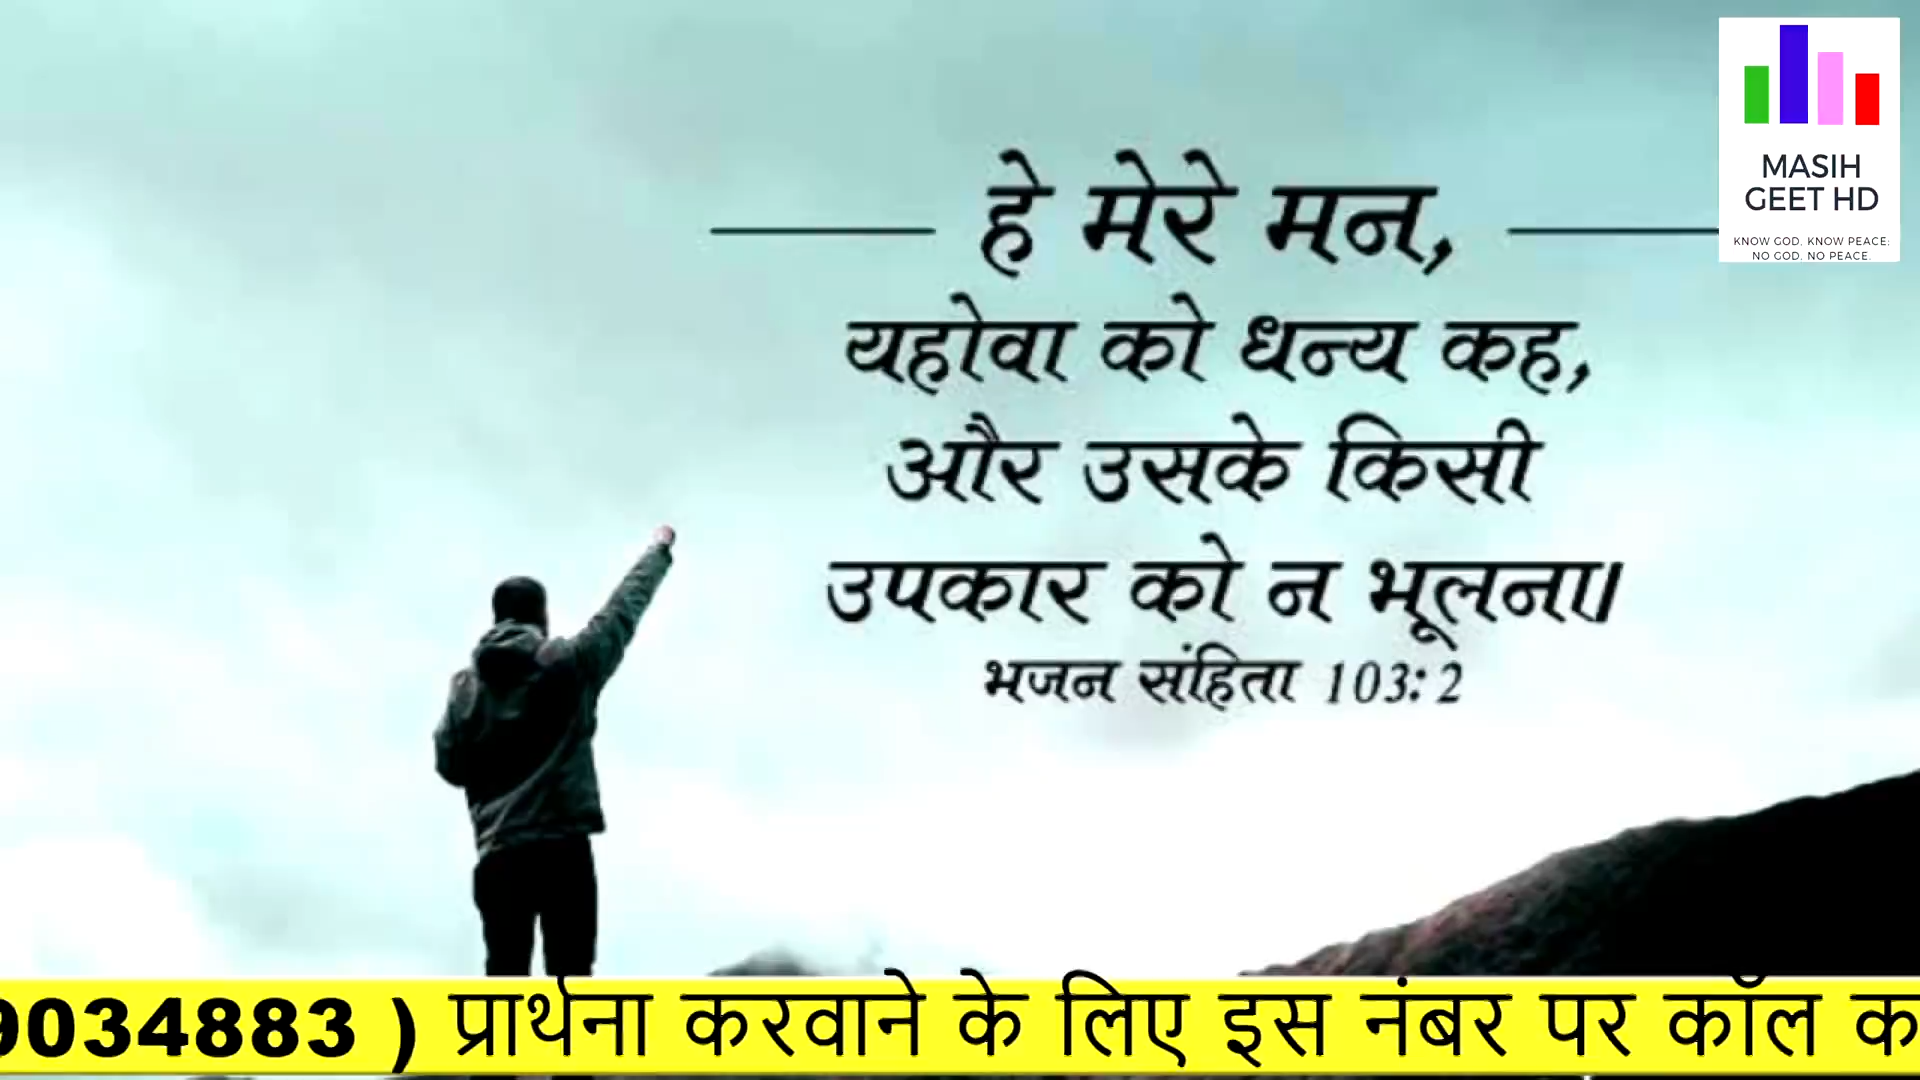 हे मेरे मन,
यहोवा को धन्य कह,
और उसके किसी
उपकार को न भूलना।
भजन संहिता 103:2
MASIH
GEET HD
KNOW GOD, KNOW PEACE;
NO GOD, NO PEACE.
9034883 ) प्रार्थना करवाने के लिए इस नंबर पर कॉल क